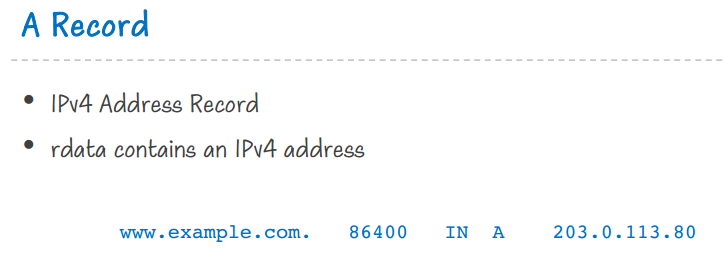 A Record
• IPv4 Address Record
• rdata contains an IPv4 address
www.example.com. 86400 IN A 203.0.113.80